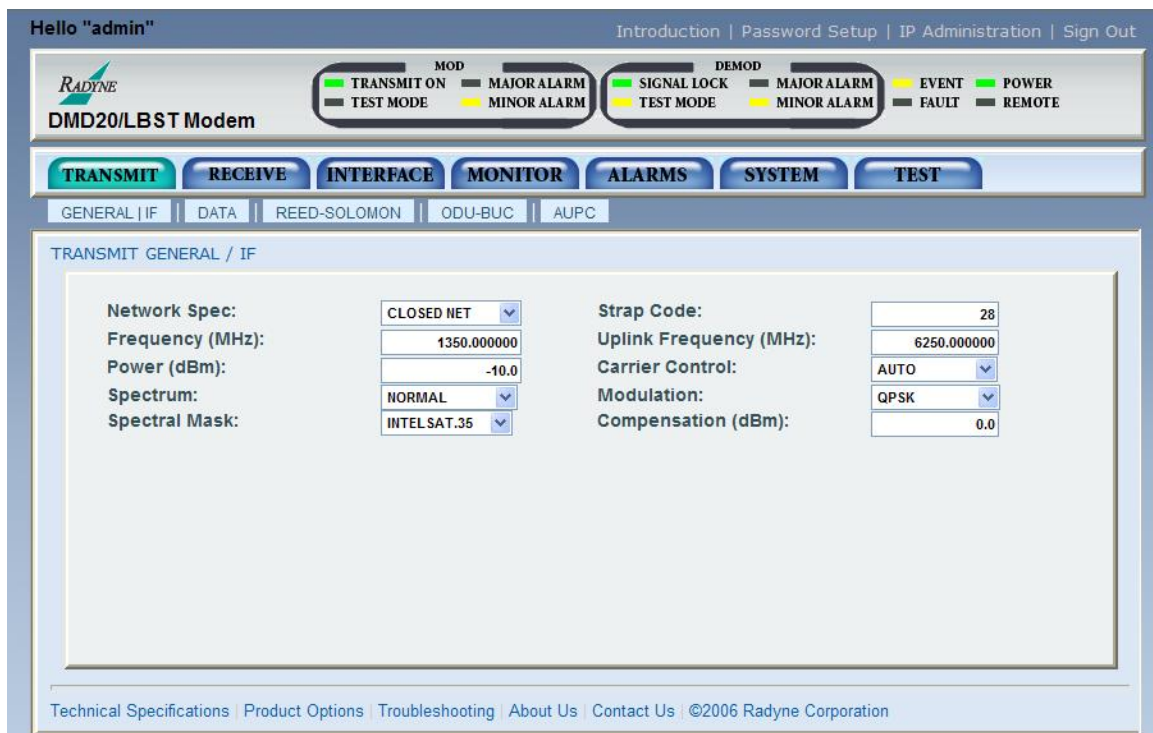 Hello "admin"
Introduction | Password Setup | IP Administration | Sign Out
RADYNE
DMD20/LBST Modem
MOD
TRANSMIT ON MAJOR ALARM
TEST MODE MINOR ALARM
DEMOD
SIGNAL LOCK MAJOR ALARM
TEST MODE MINOR ALARM
EVENT POWER
FAULT REMOTE
TRANSMIT RECEIVE INTERFACE MONITOR ALARMS SYSTEM TEST
GENERAL | IF | DATA | REED-SOLOMON | ODU-BUC | AUPC
TRANSMIT GENERAL / IF
Network Spec: CLOSED NET Strap Code: 28
Frequency (MHz): 1350.000000 Uplink Frequency (MHz): 6250.000000
Power (dBm): -10.0 Carrier Control: AUTO
Spectrum: NORMAL Modulation: QPSK
Spectral Mask: INTELSAT.35 Compensation (dBm): 0.0
Technical Specifications | Product Options | Troubleshooting | About Us | Contact Us | ©2006 Radyne Corporation